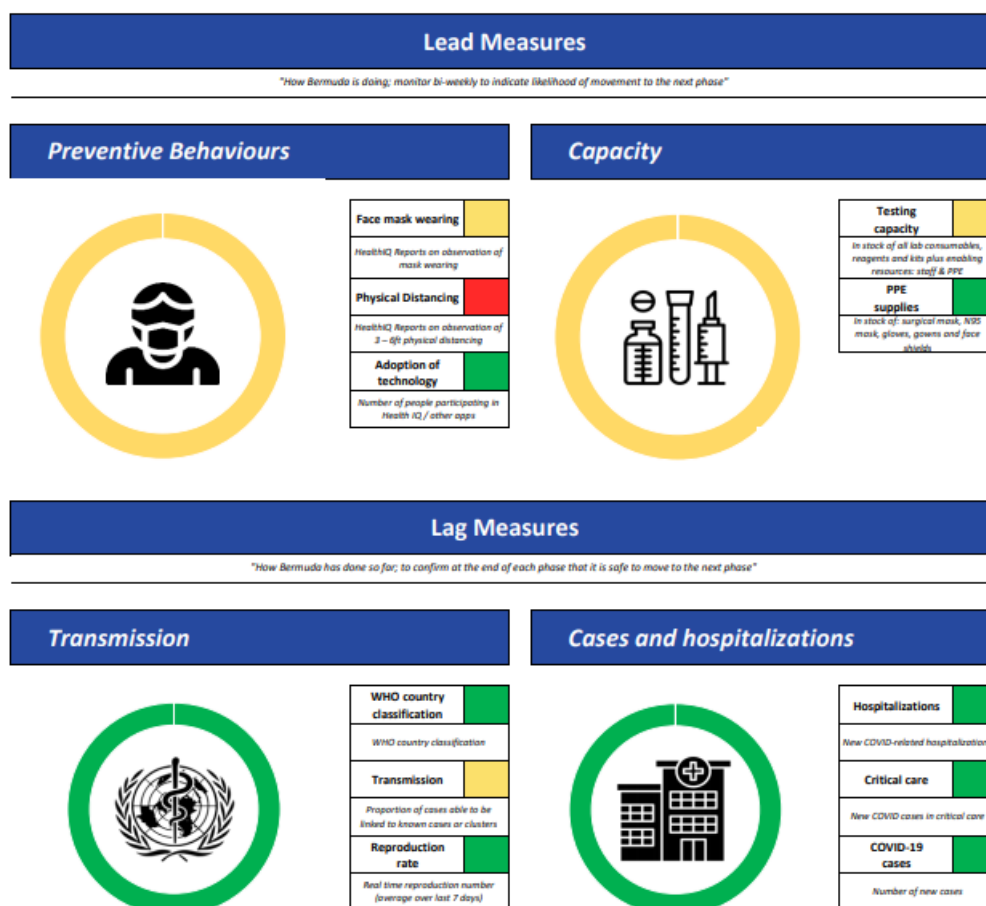 Lead Measures
"How Bermuda is doing; monitor bi-weekly to indicate likelihood of movement to the next phase"
Preventive Behaviours
Face mask wearing
HealthIQ Reports on observation of
mask wearing
Physical Distancing
HealthIQ Reports on observation of
3 – 6ft physical distancing
Adoption of
technology
Number of people participating in
Health IQ / other apps
Capacity
Testing
capacity
In stock of all lab consumables,
reagents and kits plus enabling
resources: staff & PPE
PPE
supplies
In stock of: surgical mask, N95
mask, gloves, gowns and face
shields
Lag Measures
"How Bermuda has done so far; to confirm at the end of each phase that it is safe to move to the next phase"
Transmission
WHO country
classification
WHO country classification
Transmission
Proportion of cases able to be
linked to known cases or clusters
Reproduction
rate
Real time reproduction number
(average over last 7 days)
Cases and hospitalizations
Hospitalizations
New COVID-related hospitalization
Critical care
New COVID cases in critical care
COVID-19
cases
Number of new cases